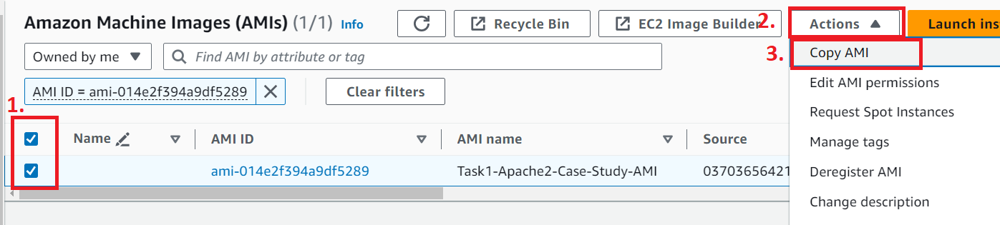 Amazon Machine Images (AMIs) (1/1) Info
Recycle Bin
EC2 Image Builder
2.
Actions
Launch ins
Owned by me
Find AMI by attribute or tag
3.
Copy AMI
AMI ID = ami-014e2f394a9df5289
Clear filters
Edit AMI permissions
1.
Request Spot Instances
Name
AMI ID
AMI name
Source
Manage tags
ami-014e2f394a9df5289
Task1-Apache2-Case-Study-AMI
03703656421
Deregister AMI
Change description